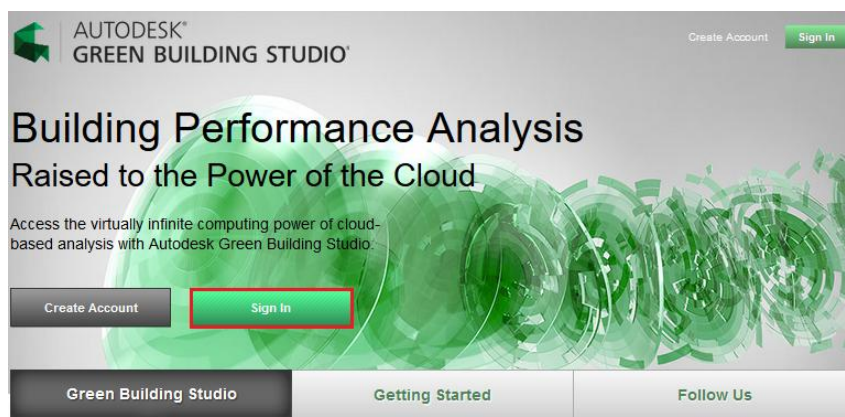 AUTODESK®
GREEN BUILDING STUDIO®
Create Account
Sign In
Building Performance Analysis
Raised to the Power of the Cloud
Access the virtually infinite computing power of cloud-
based analysis with Autodesk Green Building Studio.
Create Account
Sign In
Green Building Studio
Getting Started
Follow Us